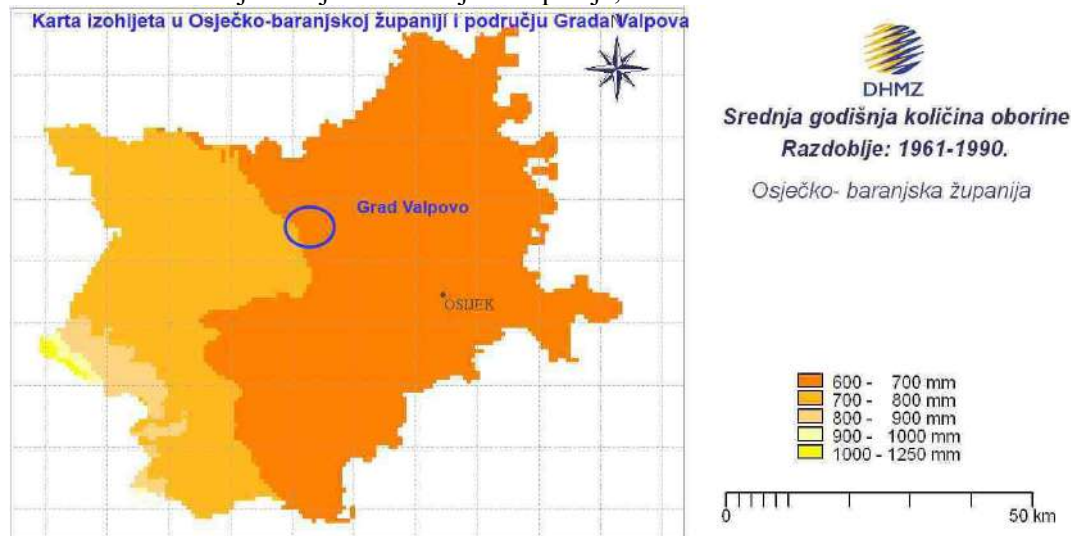 Karta izohijeta u Osječko-baranjskoj županiji i području Grada Valpova
N
Grad Valpovo
OSIJEK
DHMZ
Srednja godišnja količina oborine
Razdoblje: 1961-1990.
Osječko- baranjska županija
600 - 700 mm
700 - 800 mm
800 - 900 mm
900 - 1000 mm
1000 - 1250 mm
0 50 km